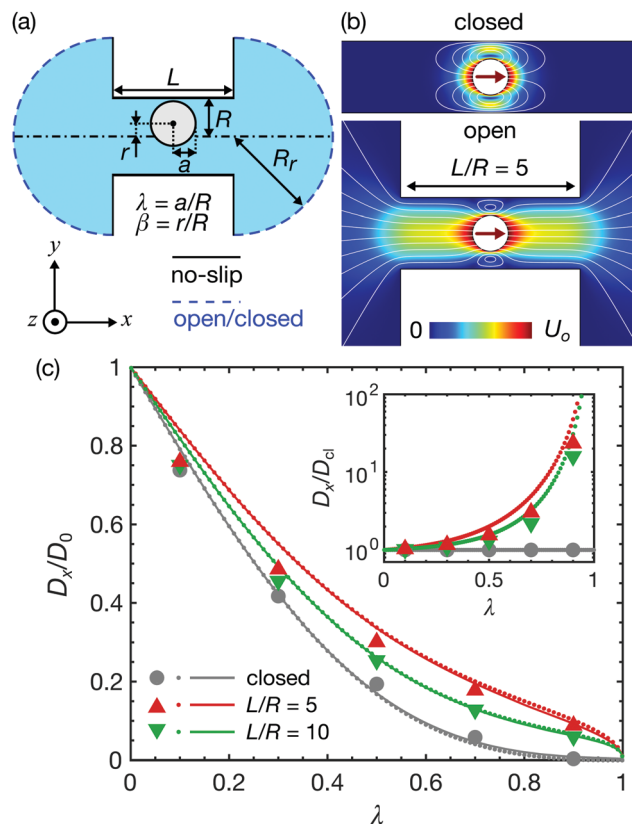 (a)
L
R
r
a
R_r
λ = a/R
β = r/R
no-slip
open/closed
y
z
x
(b)
closed
open
L/R = 5
0
U_o
(c)
D_x/D_0
1
0.8
0.6
0.4
0.2
0
0
0.2
0.4
0.6
0.8
1
λ
closed
L/R = 5
L/R = 10
D_x/D_cl
10^2
10^1
10^0
0
0.5
1
λ